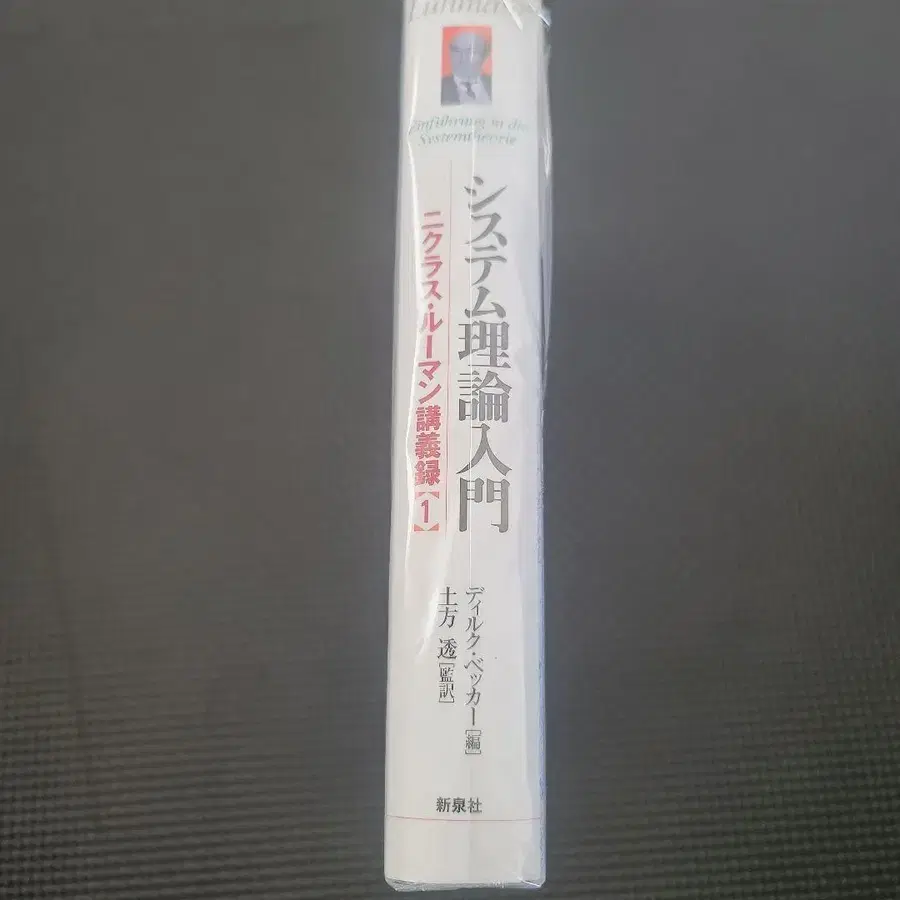 Einführung in die
Systemtheorie
システム理論入門
ニクラス・ルーマン講義録【1】
ディルク・ベッカー[編]
土方 透[監訳]
新泉社